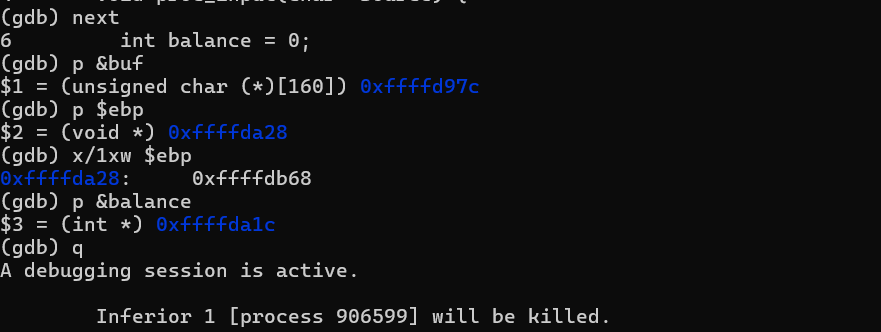 (gdb) next
6         int balance = 0;
(gdb) p &buf
$1 = (unsigned char (*)[160]) 0xffffd97c
(gdb) p $ebp
$2 = (void *) 0xffffda28
(gdb) x/1xw $ebp
0xffffda28:     0xffffdb68
(gdb) p &balance
$3 = (int *) 0xffffda1c
(gdb) q
A debugging session is active.

        Inferior 1 [process 906599] will be killed.